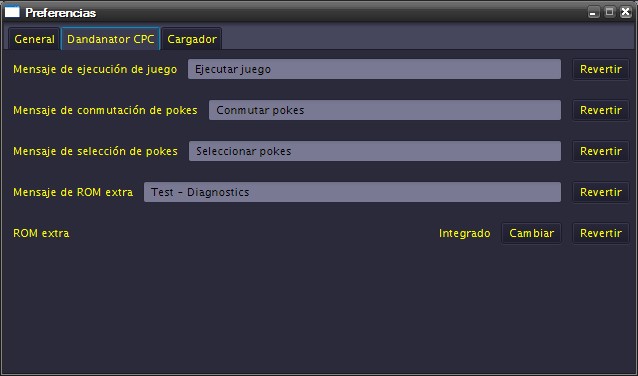 Preferencias
General Dandanator CPC Cargador
Mensaje de ejecución de juego Ejecutar juego Revertir
Mensaje de conmutación de pokes Conmutar pokes Revertir
Mensaje de selección de pokes Seleccionar pokes Revertir
Mensaje de ROM extra Test - Diagnostics Revertir
ROM extra Integrado Cambiar Revertir